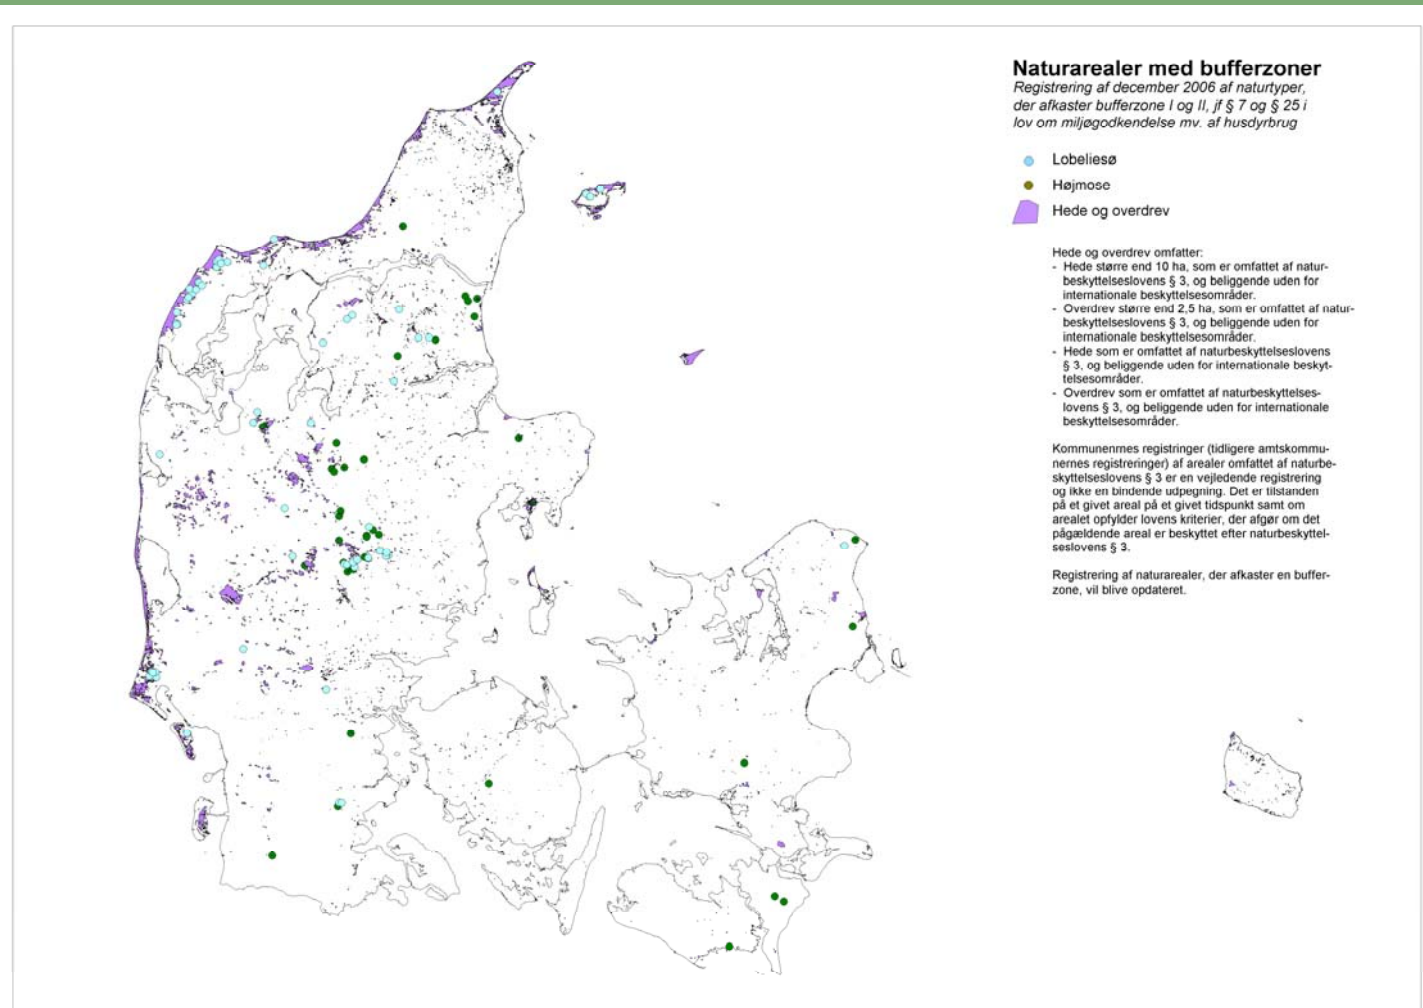 Naturarealer med bufferzoner
Registrering af december 2006 af naturtyper,
der afkaster bufferzone I og II, jf § 7 og § 25 i
lov om miljøgodkendelse mv. af husdyrbrug
Lobeliesø
Højmose
Hede og overdrev
Hede og overdrev omfatter:
- Hede større end 10 ha, som er omfattet af natur-
beskyttelseslovens § 3, og beliggende uden for
internationale beskyttelsesområder.
- Overdrev større end 2,5 ha, som er omfattet af natur-
beskyttelseslovens § 3, og beliggende uden for
internationale beskyttelsesområder.
- Hede som er omfattet af naturbeskyttelseslovens
§ 3, og beliggende uden for internationale beskyt-
telsesområder.
- Overdrev som er omfattet af naturbeskyttelses-
lovens § 3, og beliggende uden for internationale
beskyttelsesområder.
Kommunenrnes registringer (tidligere amtskommu-
nernes registreringer) af arealer omfattet af naturbe-
skyttelseslovens § 3 er en vejledende registrering
og ikke en bindende udpegning. Det er tilstanden
på et givet areal på et givet tidspunkt samt om
arealet opfylder lovens kriterier, der afgør om det
pågældende areal er beskyttet efter naturbeskyttel-
seslovens § 3.
Registrering af naturarealer, der afkaster en buffer-
zone, vil blive opdateret.